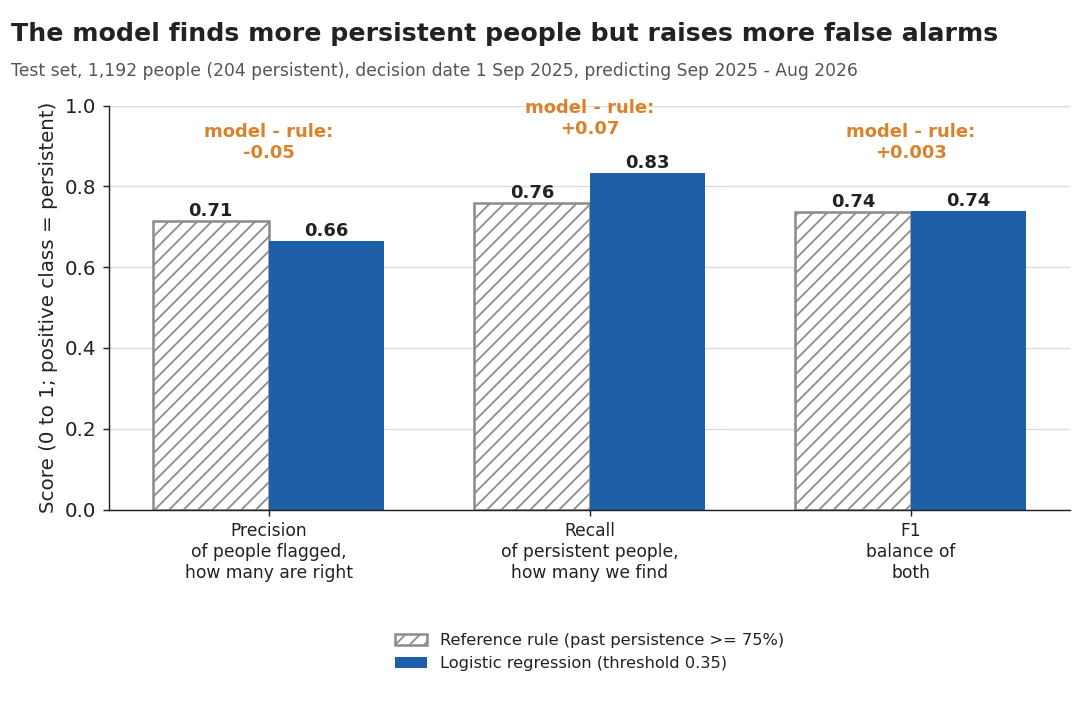 The model finds more persistent people but raises more false alarms
Test set, 1,192 people (204 persistent), decision date 1 Sep 2025, predicting Sep 2025 - Aug 2026
Score (0 to 1; positive class = persistent)
1.0
0.8
0.6
0.4
0.2
0.0
model - rule:
-0.05
model - rule:
+0.07
model - rule:
+0.003
0.71
0.66
0.76
0.83
0.74
0.74
Precision
of people flagged,
how many are right
Recall
of persistent people,
how many we find
F1
balance of
both
Reference rule (past persistence >= 75%)
Logistic regression (threshold 0.35)